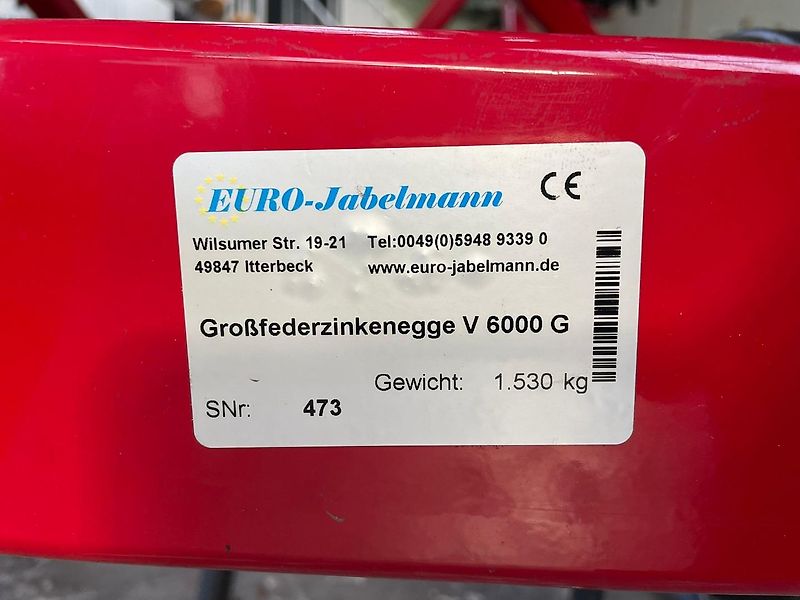 EURO-Jabelmann CE
Wilsumer Str. 19-21 Tel:0049(0)5948 9339 0
49847 Itterbeck www.euro-jabelmann.de
Großfederzinkenegge V 6000 G
Gewicht: 1.530 kg
SNr: 473